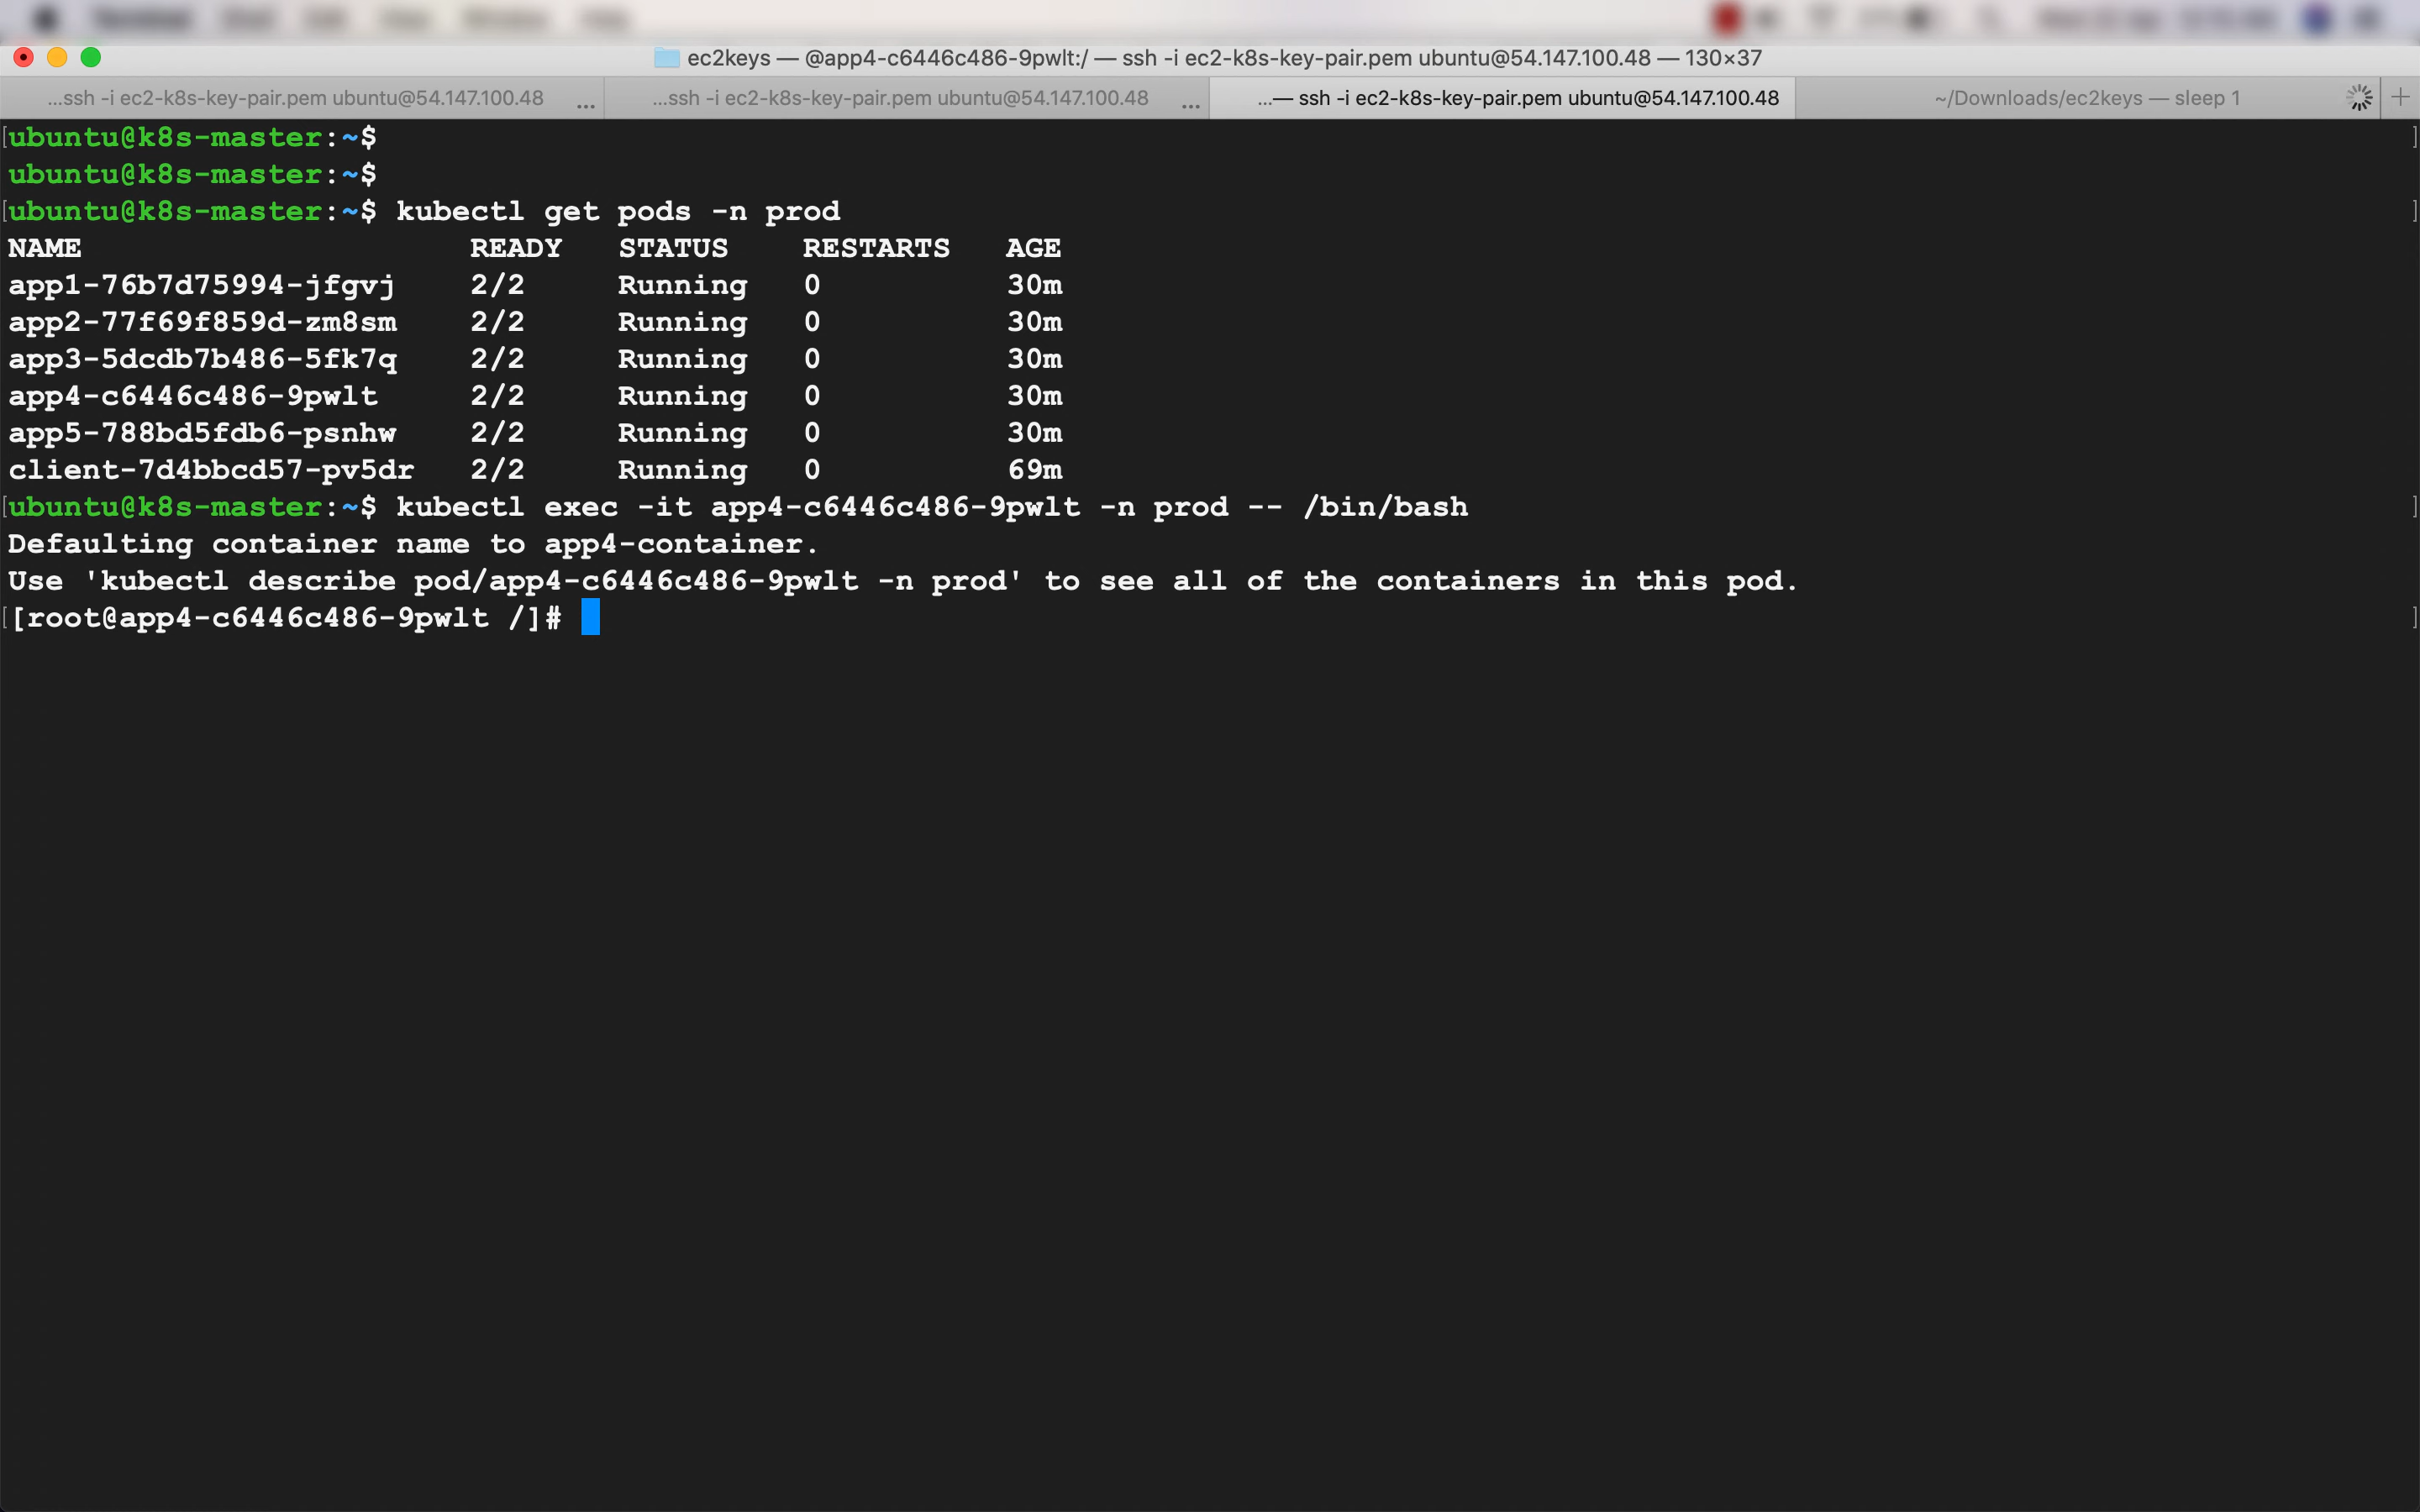 ec2keys — @app4-c6446c486-9pwlt:/ — ssh -i ec2-k8s-key-pair.pem ubuntu@54.147.100.48 — 130×37
...ssh -i ec2-k8s-key-pair.pem ubuntu@54.147.100.48 ...
...ssh -i ec2-k8s-key-pair.pem ubuntu@54.147.100.48 ...
...— ssh -i ec2-k8s-key-pair.pem ubuntu@54.147.100.48
~/Downloads/ec2keys — sleep 1
ubuntu@k8s-master:~$
ubuntu@k8s-master:~$
ubuntu@k8s-master:~$ kubectl get pods -n prod
NAME READY STATUS RESTARTS AGE
app1-76b7d75994-jfgvj 2/2 Running 0 30m
app2-77f69f859d-zm8sm 2/2 Running 0 30m
app3-5dcdb7b486-5fk7q 2/2 Running 0 30m
app4-c6446c486-9pwlt 2/2 Running 0 30m
app5-788bd5fdb6-psnhw 2/2 Running 0 30m
client-7d4bbcd57-pv5dr 2/2 Running 0 69m
ubuntu@k8s-master:~$ kubectl exec -it app4-c6446c486-9pwlt -n prod -- /bin/bash
Defaulting container name to app4-container.
Use 'kubectl describe pod/app4-c6446c486-9pwlt -n prod' to see all of the containers in this pod.
[root@app4-c6446c486-9pwlt /]#